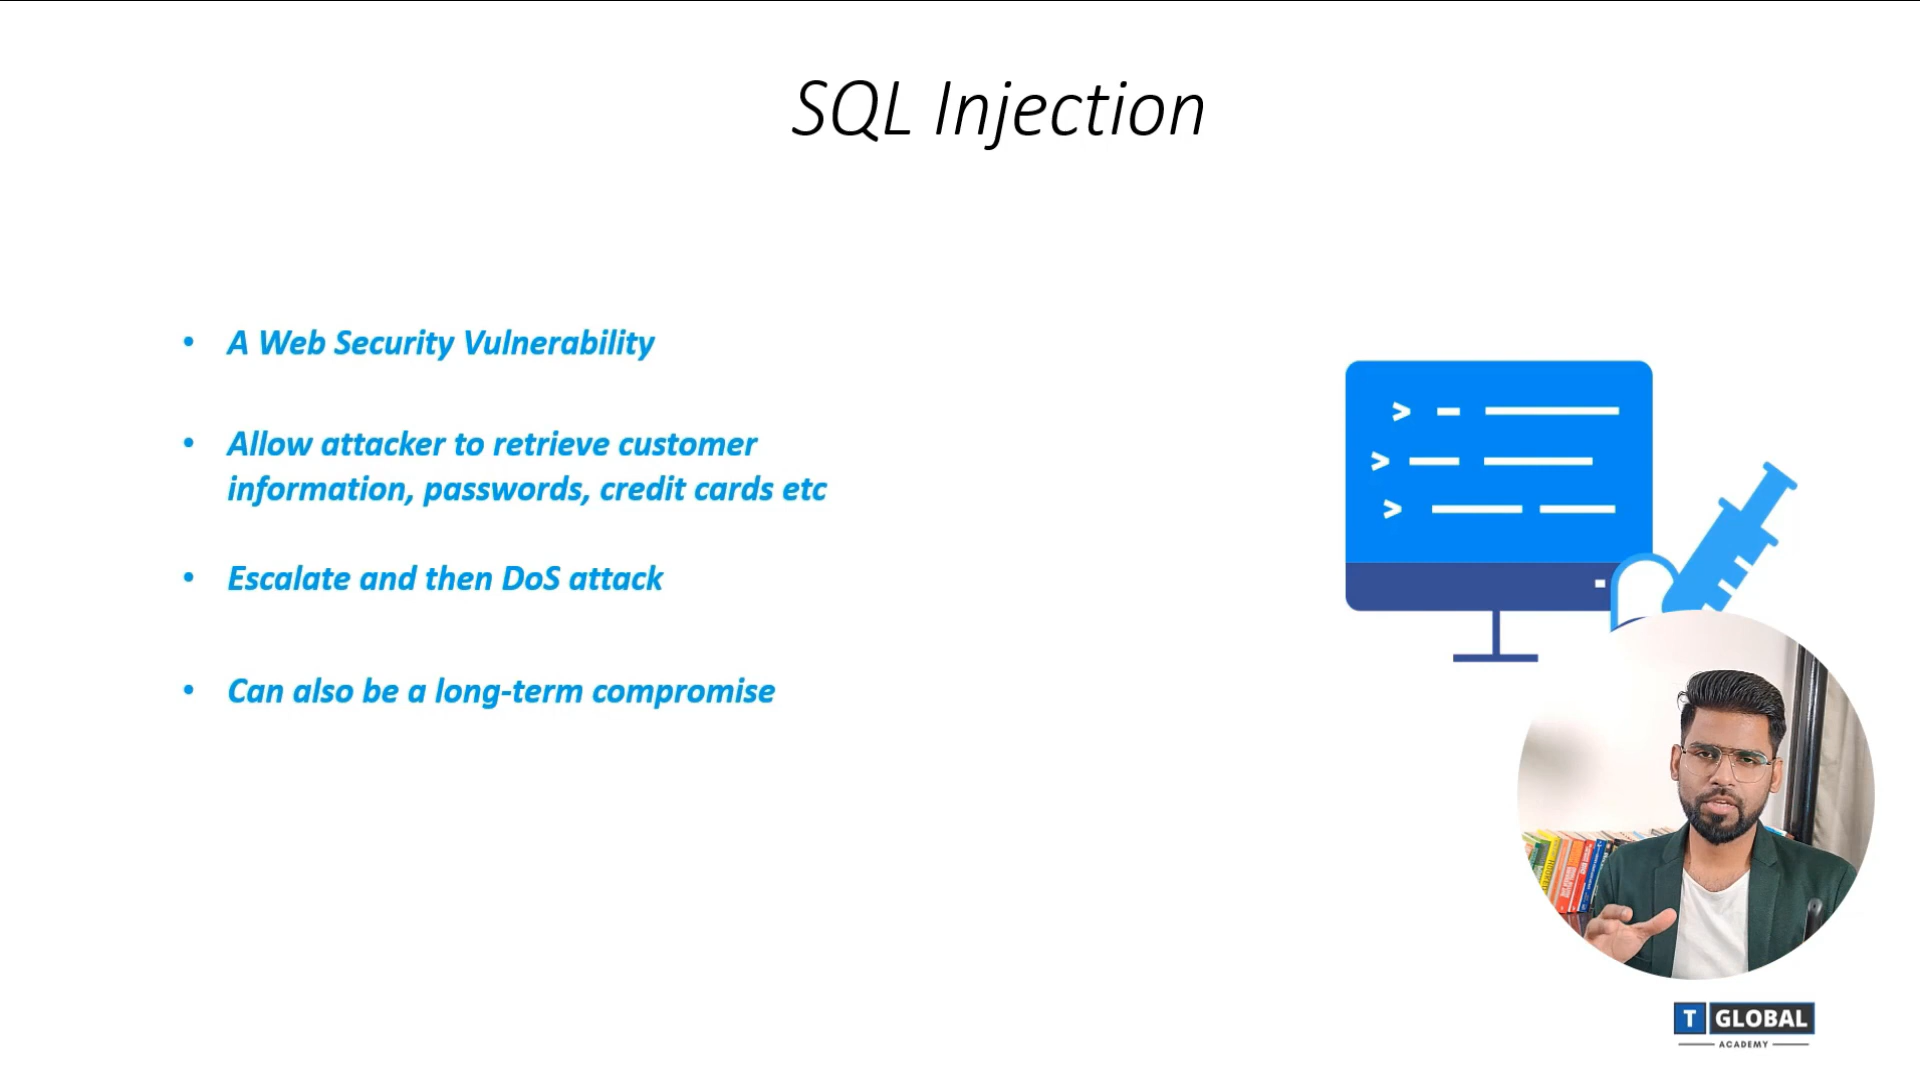 SQL Injection
• A Web Security Vulnerability
• Allow attacker to retrieve customer
information, passwords, credit cards etc
• Escalate and then DoS attack
• Can also be a long-term compromise
T GLOBAL
ACADEMY